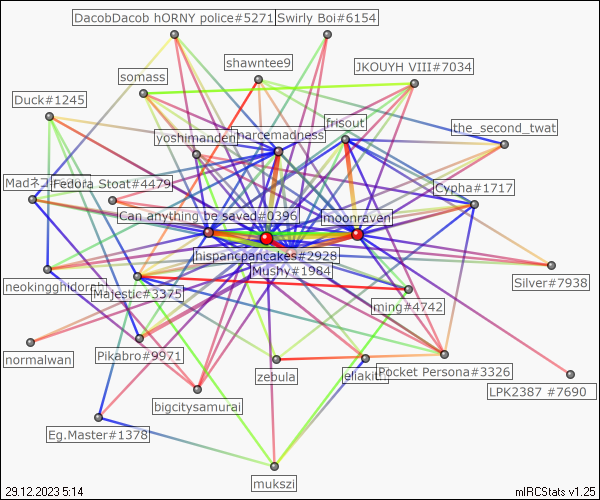 DacobDacob hORNY police#5271
Swirly Boi#6154
shawntee9
JKOUYH VIII#7034
somass
Duck#1245
frisout
the_second_twat
yoshimanden
harcemadness
Madネコ
Fedora Stoat#4479
Cypha#1717
Can anything be saved#0396
moonraven
hispancpancakes#2928
Mushy#1984
neokingghidorah
Majestic#3375
Silver#7938
ming#4742
normalwan
Pikabro#9971
zebula
Pocket Persona#3326
LPK2387 #7690
bigcitysamurai
Eg.Master#1378
mukszi
29.12.2023 5:14
mIRCStats v1.25